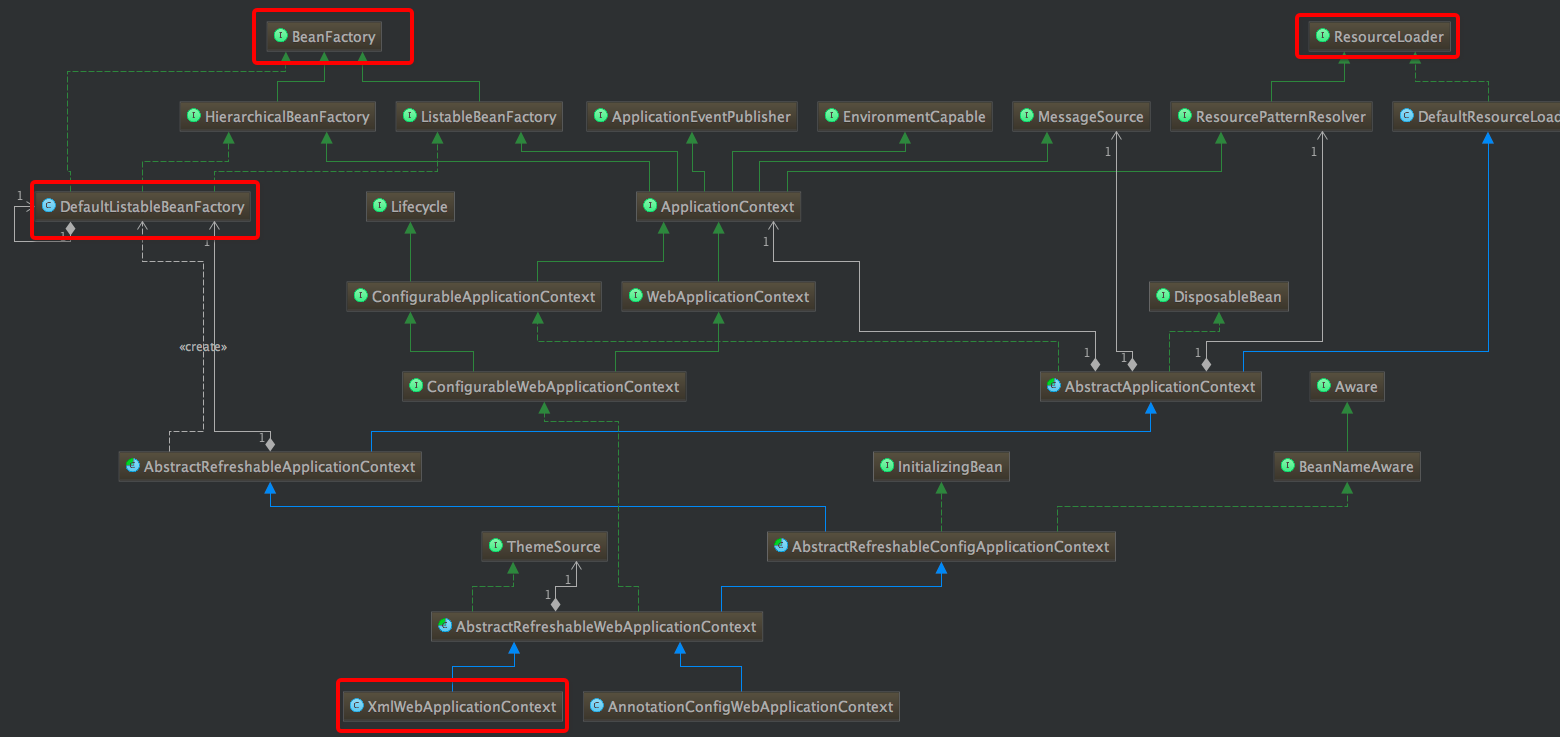 BeanFactory
ResourceLoader
HierarchicalBeanFactory
ListableBeanFactory
ApplicationEventPublisher
EnvironmentCapable
MessageSource
ResourcePatternResolver
DefaultResourceLoad
1
1
1
DefaultListableBeanFactory
Lifecycle
ApplicationContext
1
1
1
ConfigurableApplicationContext
WebApplicationContext
DisposableBean
«create»
1
1
1
ConfigurableWebApplicationContext
AbstractApplicationContext
Aware
1
AbstractRefreshableApplicationContext
InitializingBean
BeanNameAware
ThemeSource
AbstractRefreshableConfigApplicationContext
1
1
AbstractRefreshableWebApplicationContext
XmlWebApplicationContext
AnnotationConfigWebApplicationContext